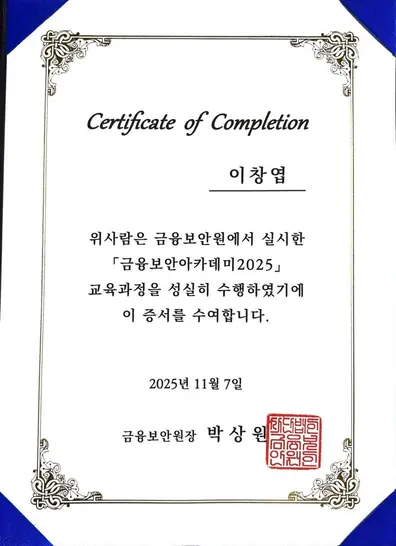 Certificate of Completion
이창엽
위사람은 금융보안원에서 실시한
「금융보안아카데미2025」
교육과정을 성실히 수행하였기에
이 증서를 수여합니다.
2025년 11월 7일
금융보안원장 박상원